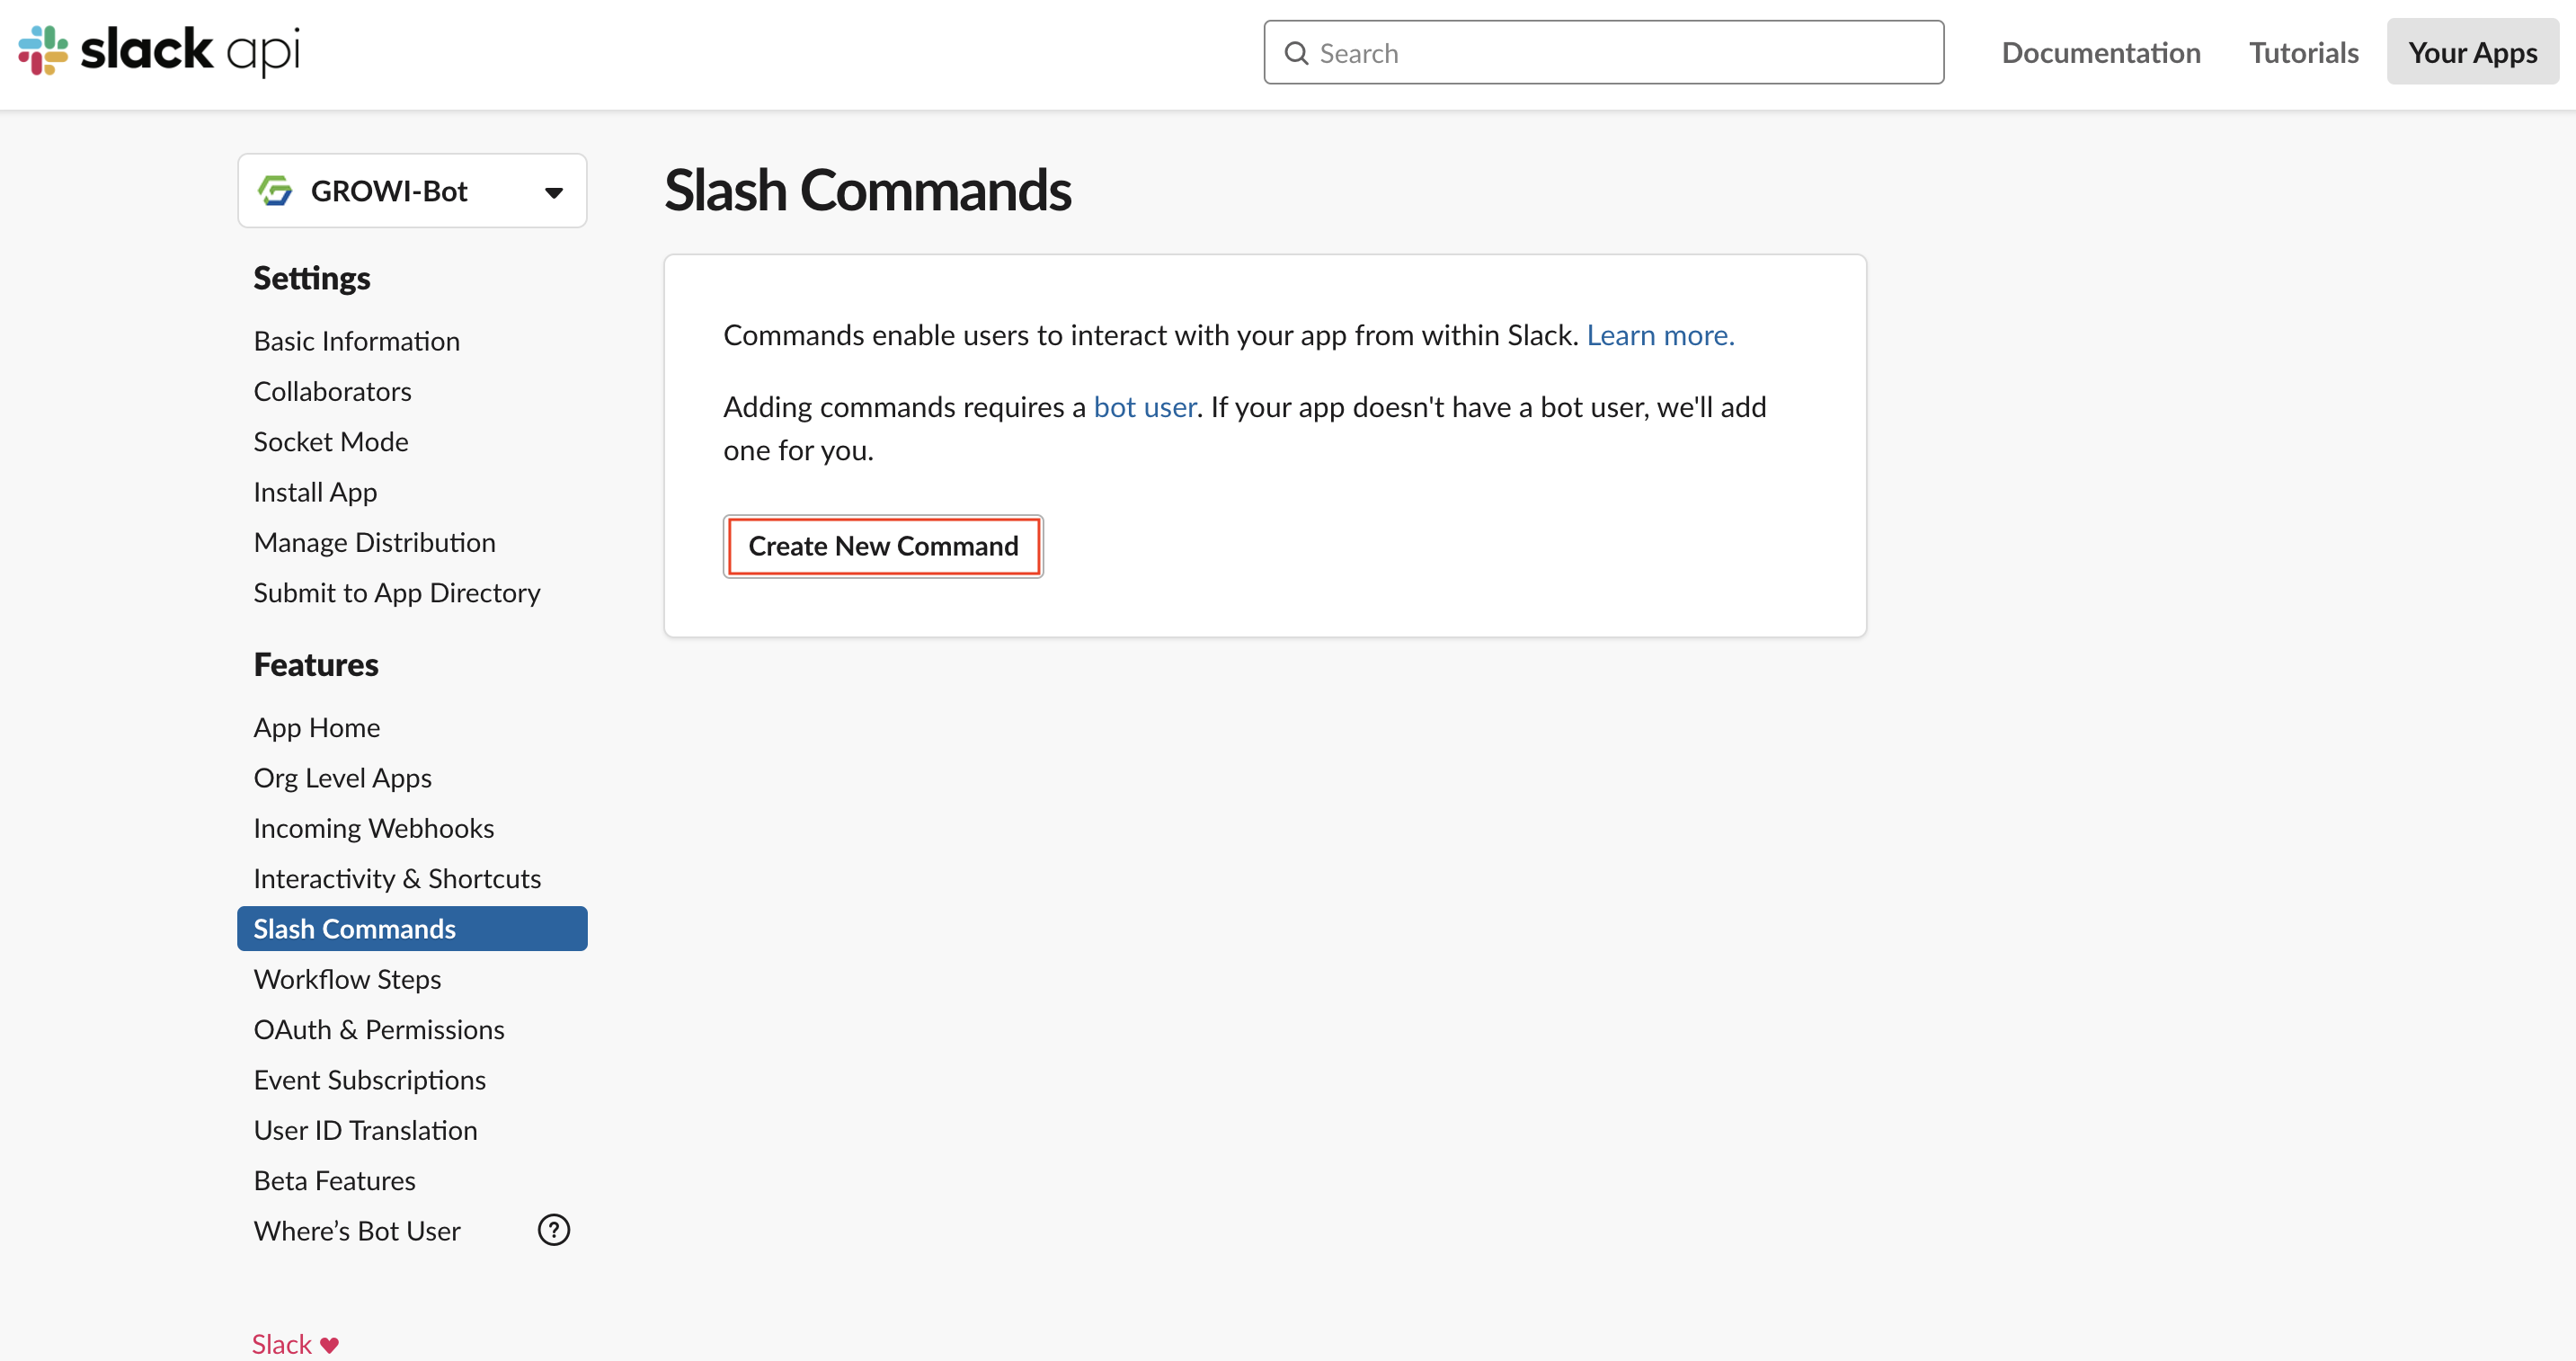 slack api
Search
Documentation
Tutorials
Your Apps
GROWI-Bot
Settings
Basic Information
Collaborators
Socket Mode
Install App
Manage Distribution
Submit to App Directory
Features
App Home
Org Level Apps
Incoming Webhooks
Interactivity & Shortcuts
Slash Commands
Workflow Steps
OAuth & Permissions
Event Subscriptions
User ID Translation
Beta Features
Where’s Bot User ?
Slack ♥
Slash Commands
Commands enable users to interact with your app from within Slack. Learn more.
Adding commands requires a bot user. If your app doesn't have a bot user, we'll add
one for you.
Create New Command